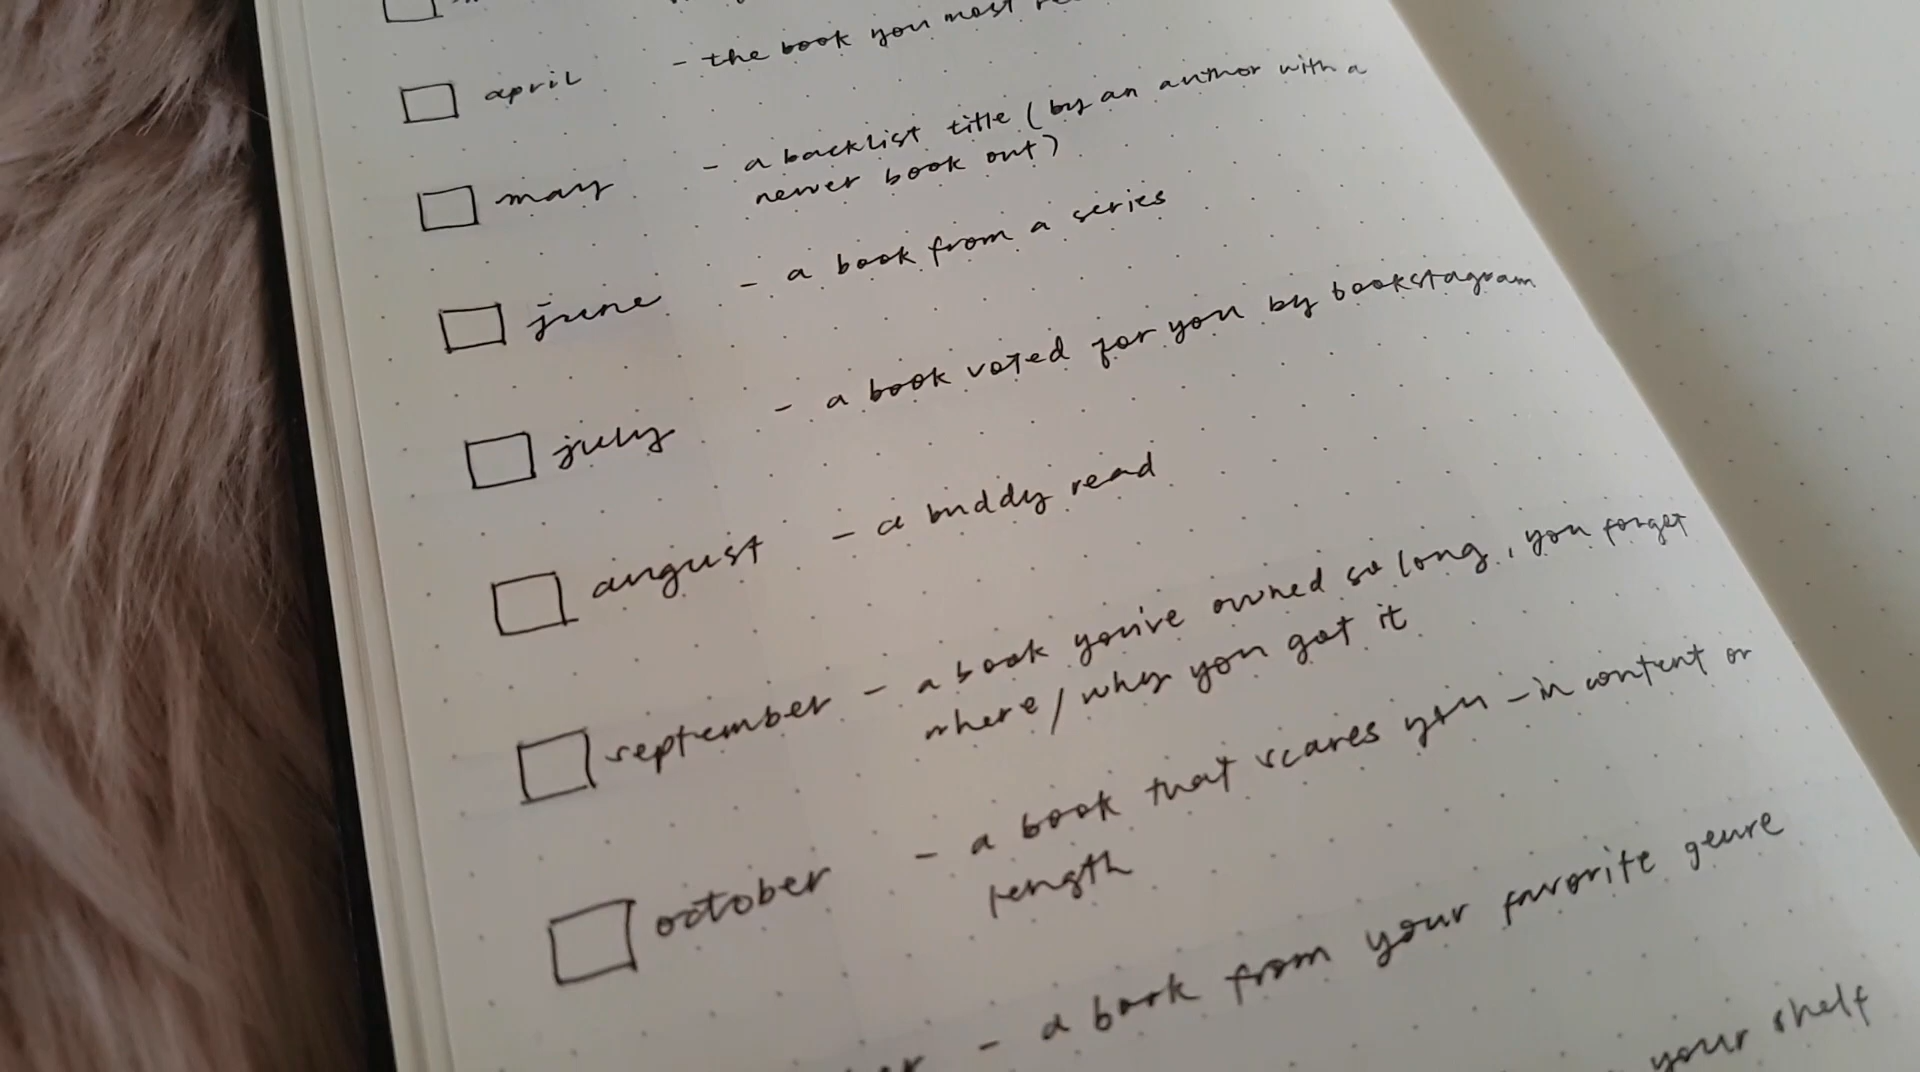 april - the book you most
may - a backlist title (by an author with a
newer book out)
june - a book from a series
july - a book voted for you by bookstagram
august - a buddy read
september - a book you've owned so long, you forget
where/why you got it
october - a book that scares you - in content or
length
- a book from your favorite genre
your shelf